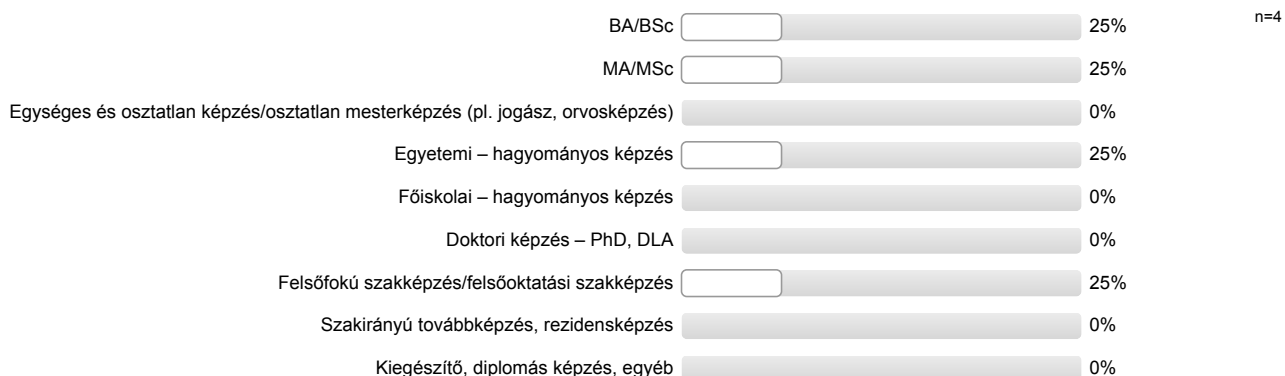 BA/BSc 25% n=4
MA/MSc 25%
Egységes és osztatlan képzés/osztatlan mesterképzés (pl. jogász, orvosképzés) 0%
Egyetemi – hagyományos képzés 25%
Főiskolai – hagyományos képzés 0%
Doktori képzés – PhD, DLA 0%
Felsőfokú szakképzés/felsőoktatási szakképzés 25%
Szakirányú továbbképzés, rezidensképzés 0%
Kiegészítő, diplomás képzés, egyéb 0%